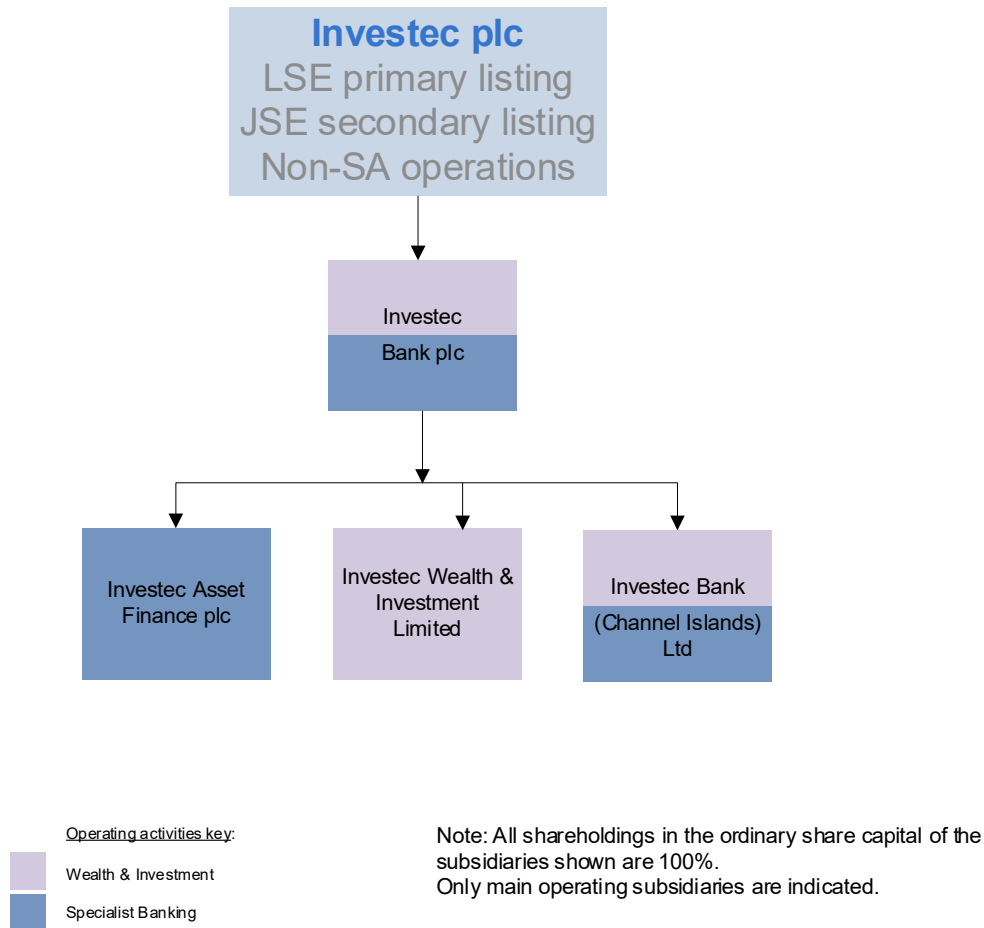 Investec plc
LSE primary listing
JSE secondary listing
Non-SA operations
Investec
Bank plc
Investec Asset
Finance plc
Investec Wealth &
Investment
Limited
Investec Bank
(Channel Islands)
Ltd
Operating activities key:
Wealth & Investment
Specialist Banking
Note: All shareholdings in the ordinary share capital of the
subsidiaries shown are 100%.
Only main operating subsidiaries are indicated.